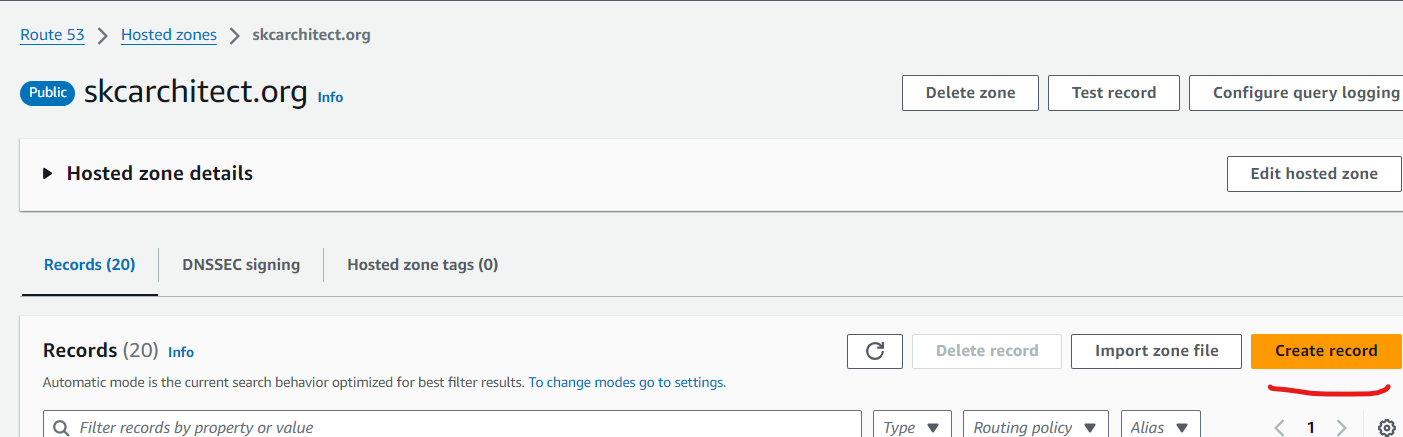 Route 53 > Hosted zones > skcarchitect.org
Public skcarchitect.org Info
Delete zone Test record Configure query logging
Hosted zone details Edit hosted zone
Records (20) DNSSEC signing Hosted zone tags (0)
Records (20) Info Delete record Import zone file Create record
Automatic mode is the current search behavior optimized for best filter results. To change modes go to settings.
Filter records by property or value Type Routing policy Alias 1